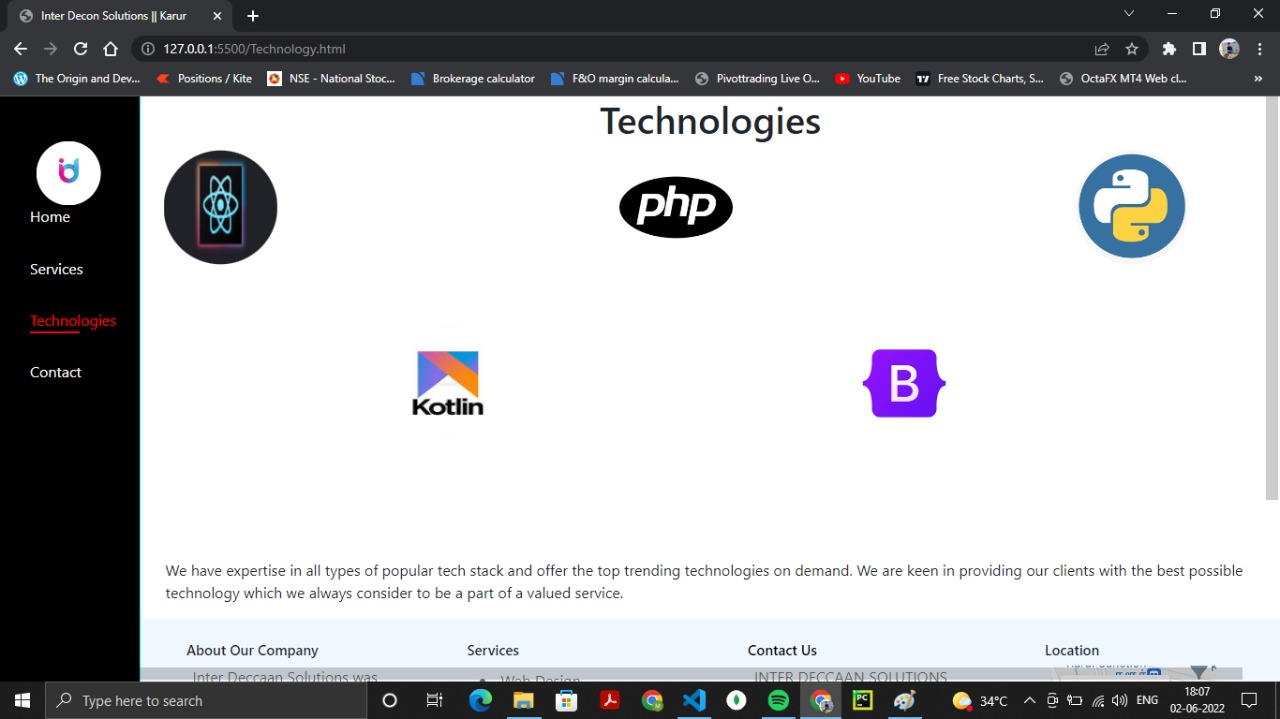 Inter Decon Solutions || Karur
127.0.0.1:5500/Technology.html
The Origin and Dev...
Positions / Kite
NSE - National Stoc...
Brokerage calculator
F&O margin calcula...
Pivottrading Live O...
YouTube
Free Stock Charts, S...
OctaFX MT4 Web cl...
»
id
Home
Services
Technologies
Contact
Technologies
php
Kotlin
B
We have expertise in all types of popular tech stack and offer the top trending technologies on demand. We are keen in providing our clients with the best possible
technology which we always consider to be a part of a valued service.
About Our Company
Services
Contact Us
Location
Inter Deccaan Solutions was
Web Design
INTER DECCAAN SOLUTIONS
Type here to search
PC
34°C
ENG
18:07
02-06-2022